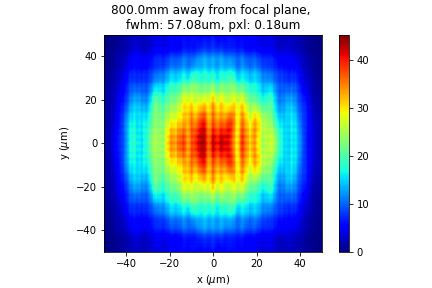 800.0mm away from focal plane,
fwhm: 57.08um, pxl: 0.18um
40
20
0
−20
−40
y (μm)
−40 −20 0 20 40
x (μm)
40
30
20
10
0